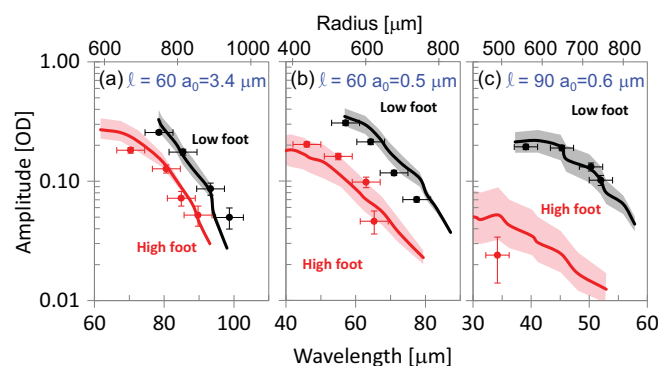 Radius [μm]
600 800 1000 400 600 800 500 600 700 800
1.00
(a) ℓ = 60 a₀=3.4 μm (b) ℓ = 60 a₀=0.5 μm (c) ℓ = 90 a₀=0.6 μm
Low foot Low foot Low foot
Amplitude [OD]
0.10
High foot
High foot High foot
0.01
60 80 100 40 60 80 30 40 50 60
Wavelength [μm]